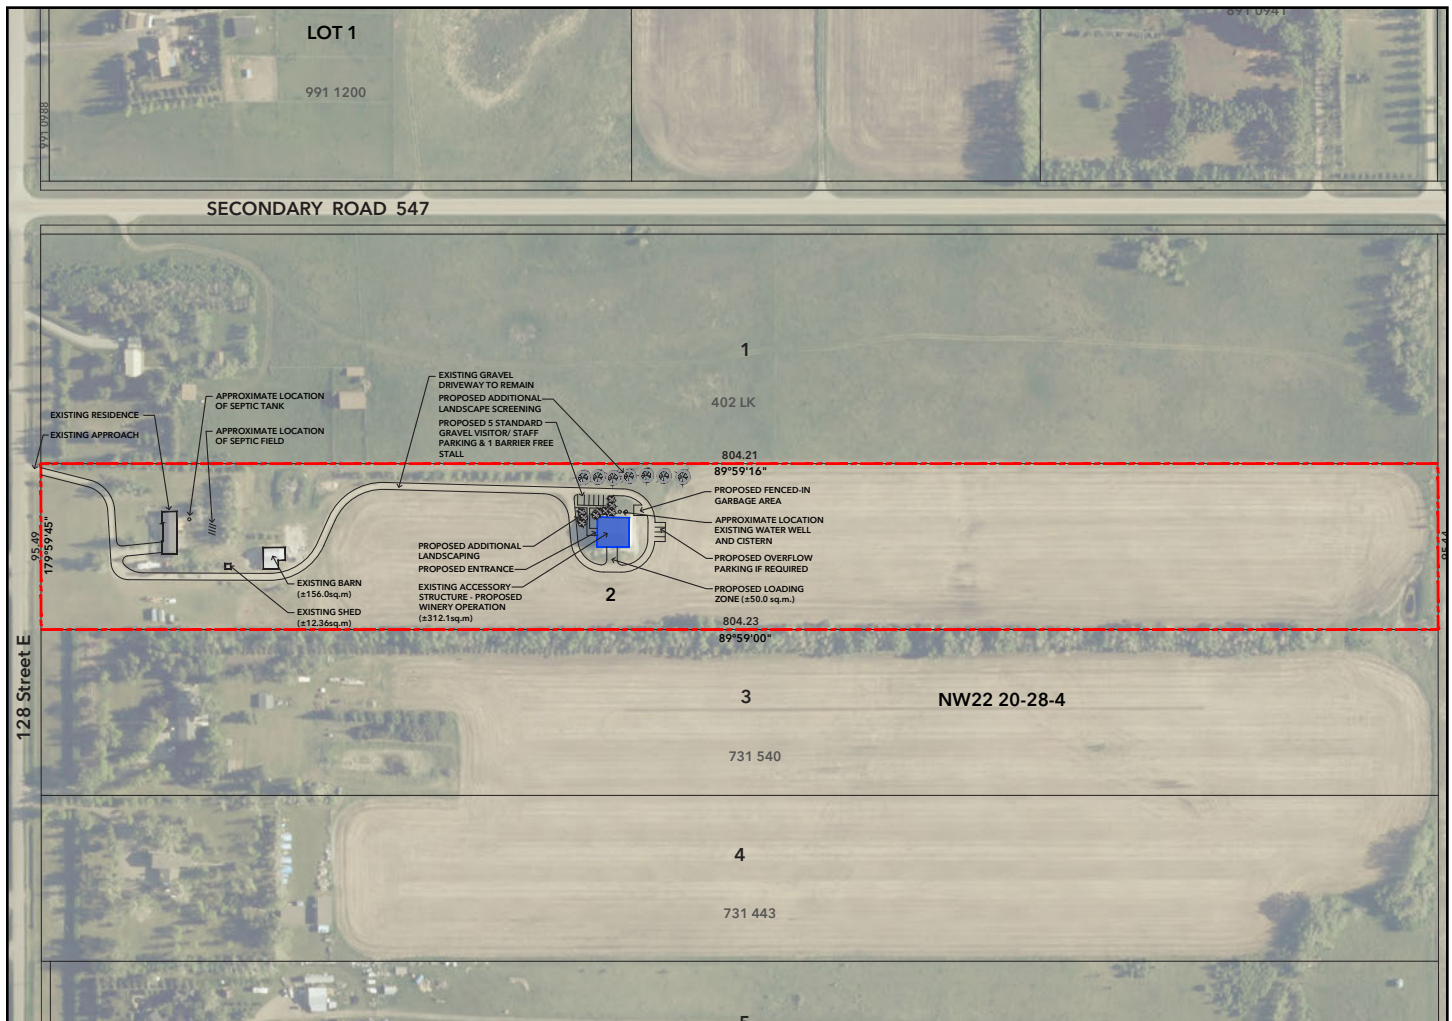 891 0941
LOT 1
991 1200
991 0988
SECONDARY ROAD 547
1
402 LK
EXISTING GRAVEL
DRIVEWAY TO REMAIN
PROPOSED ADDITIONAL
LANDSCAPE SCREENING
PROPOSED 5 STANDARD
GRAVEL VISITOR/ STAFF
PARKING & 1 BARRIER FREE
STALL
APPROXIMATE LOCATION
OF SEPTIC TANK
EXISTING RESIDENCE
APPROXIMATE LOCATION
OF SEPTIC FIELD
EXISTING APPROACH
804.21
89°59'16"
95.49
179°59'45"
95.44
PROPOSED FENCED-IN
GARBAGE AREA
APPROXIMATE LOCATION
EXISTING WATER WELL
AND CISTERN
PROPOSED OVERFLOW
PARKING IF REQUIRED
PROPOSED LOADING
ZONE (±50.0 sq.m.)
PROPOSED ADDITIONAL
LANDSCAPING
PROPOSED ENTRANCE
EXISTING ACCESSORY
STRUCTURE - PROPOSED
WINERY OPERATION
(±312.1sq.m)
EXISTING BARN
(±156.0sq.m)
EXISTING SHED
(±12.36sq.m)
2
804.23
89°59'00"
128 Street E
3
NW22 20-28-4
731 540
4
731 443
5